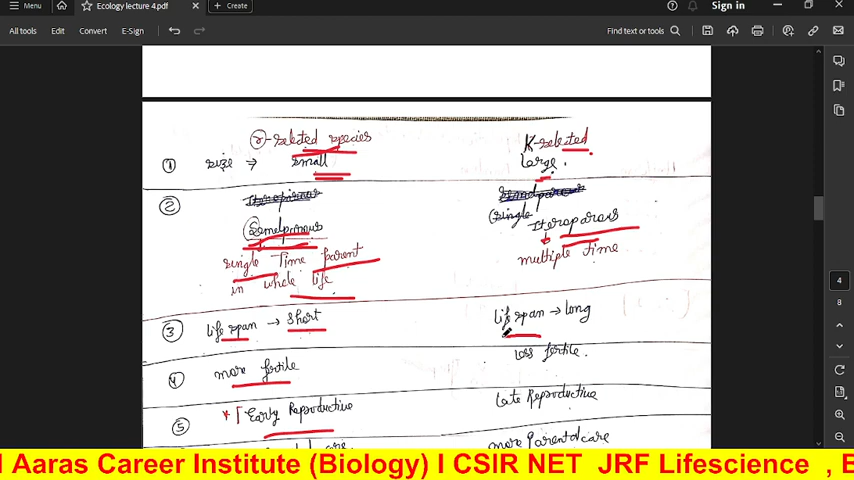 Menu
Ecology lecture 4.pdf
Create
Sign in
All tools
Edit
Convert
E-Sign
Find text or tools
r-selected species
K-selected
① size → small
large.
②
Semelparous
single
Iteroparous
single Time parent
multiple time
in whole life
③ life span → Short
life span → long
④ more fertile
less fertile.
⑤ * Early Reproductive
late Reproductive
more Parental care
care
4
8
I Aaras Career Institute (Biology) I CSIR NET JRF Lifescience , B